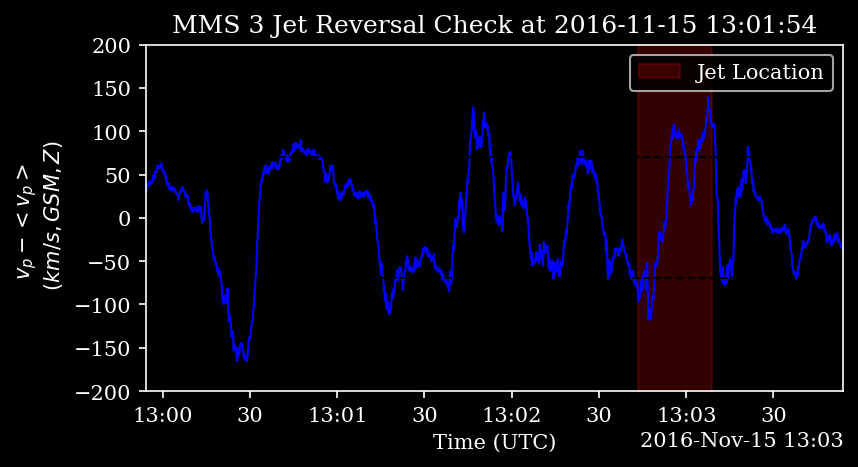 MMS 3 Jet Reversal Check at 2016-11-15 13:01:54
v_p − < v_p >
(km/s, GSM, Z)
200
150
100
50
0
−50
−100
−150
−200
Jet Location
13:00 30 13:01 30 13:02 30 13:03 30
Time (UTC)
2016-Nov-15 13:03